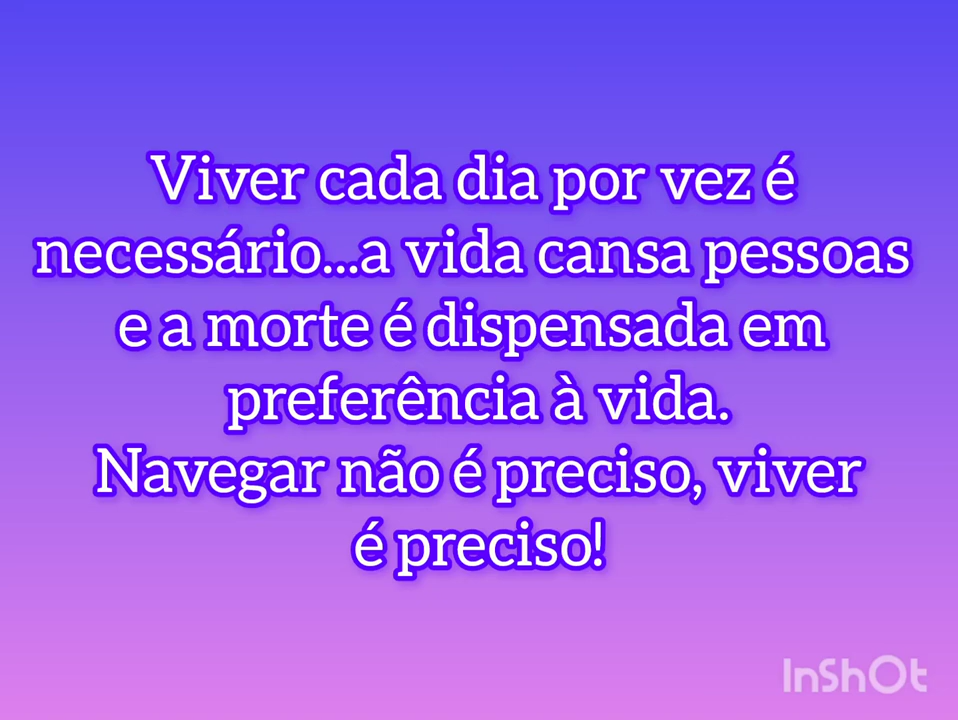 Viver cada dia por vez é
necessário...a vida cansa pessoas
e a morte é dispensada em
preferência à vida.
Navegar não é preciso, viver
é preciso!
InShOt